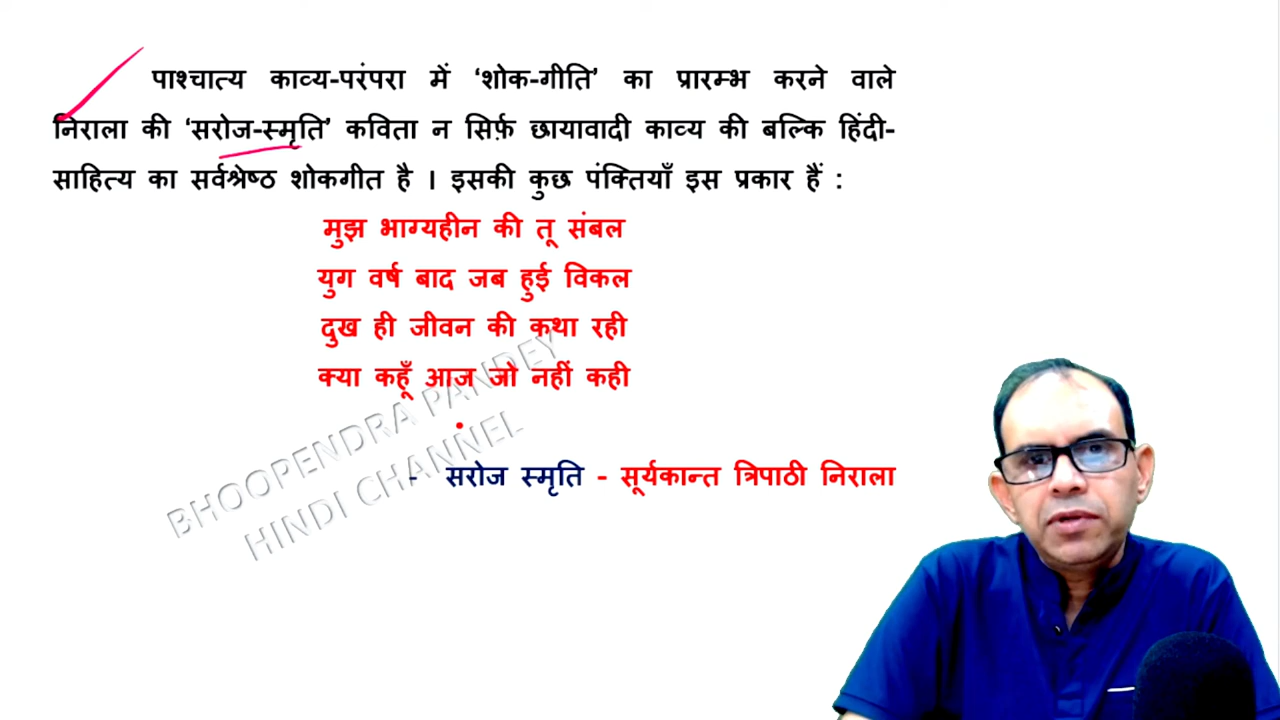 पाश्चात्य काव्य-परंपरा में ‘शोक-गीति’ का प्रारम्भ करने वाले
निराला की ‘सरोज-स्मृति’ कविता न सिर्फ़ छायावादी काव्य की बल्कि हिंदी-
साहित्य का सर्वश्रेष्ठ शोकगीत है । इसकी कुछ पंक्तियाँ इस प्रकार हैं :
मुझ भाग्यहीन की तू संबल
युग वर्ष बाद जब हुई विकल
दुख ही जीवन की कथा रही
क्या कहूँ आज जो नहीं कही
- सरोज स्मृति - सूर्यकान्त त्रिपाठी निराला
BHOOPENDRA PANDEY
HINDI CHANNEL